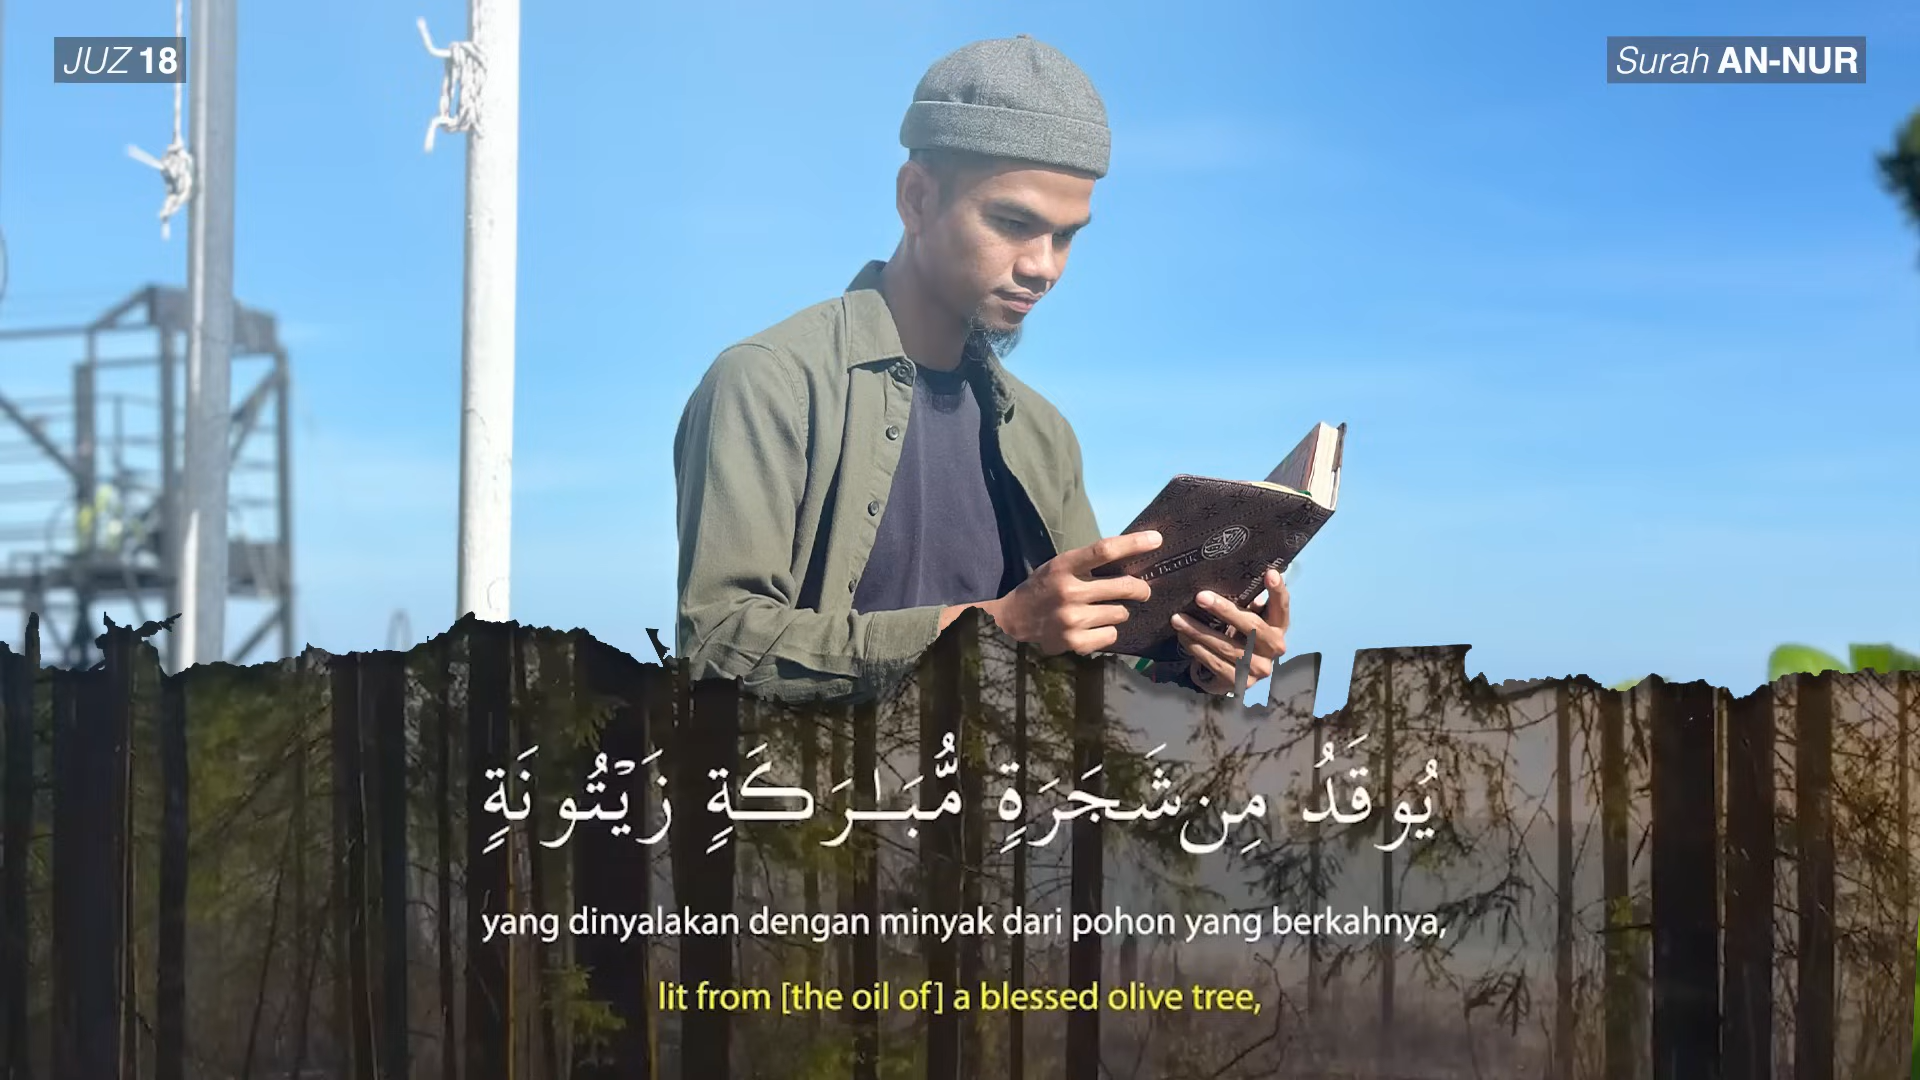 JUZ 18
Surah AN-NUR
يُوقَدُ مِن شَجَرَةٍ مُّبَـٰرَكَةٍ زَيْتُونَةٍ
yang dinyalakan dengan minyak dari pohon yang berkahnya,
lit from [the oil of] a blessed olive tree,